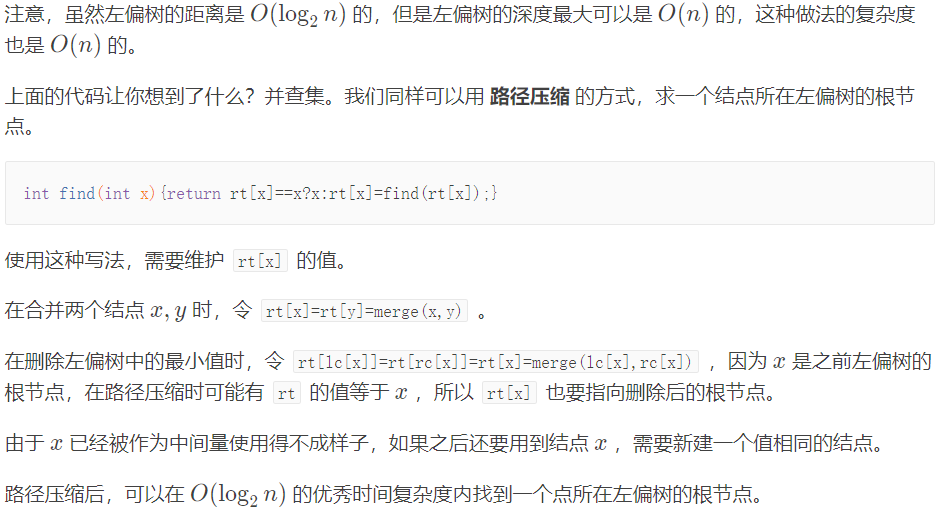 注意，虽然左偏树的距离是 O(log₂ n) 的，但是左偏树的深度最大可以是 O(n) 的，这种做法的复杂度
也是 O(n) 的。
上面的代码让你想到了什么？并查集。我们同样可以用 路径压缩 的方式，求一个结点所在左偏树的根节
点。
int find(int x){return rt[x]==x?x:rt[x]=find(rt[x]);}
使用这种写法，需要维护 rt[x] 的值。
在合并两个结点 x, y 时，令 rt[x]=rt[y]=merge(x,y) 。
在删除左偏树中的最小值时，令 rt[lc[x]]=rt[rc[x]]=rt[x]=merge(lc[x],rc[x]) ，因为 x 是之前左偏树的
根节点，在路径压缩时可能有 rt 的值等于 x ，所以 rt[x] 也要指向删除后的根节点。
由于 x 已经被作为中间量使用得不成样子，如果之后还要用到结点 x ，需要新建一个值相同的结点。
路径压缩后，可以在 O(log₂ n) 的优秀时间复杂度内找到一个点所在左偏树的根节点。